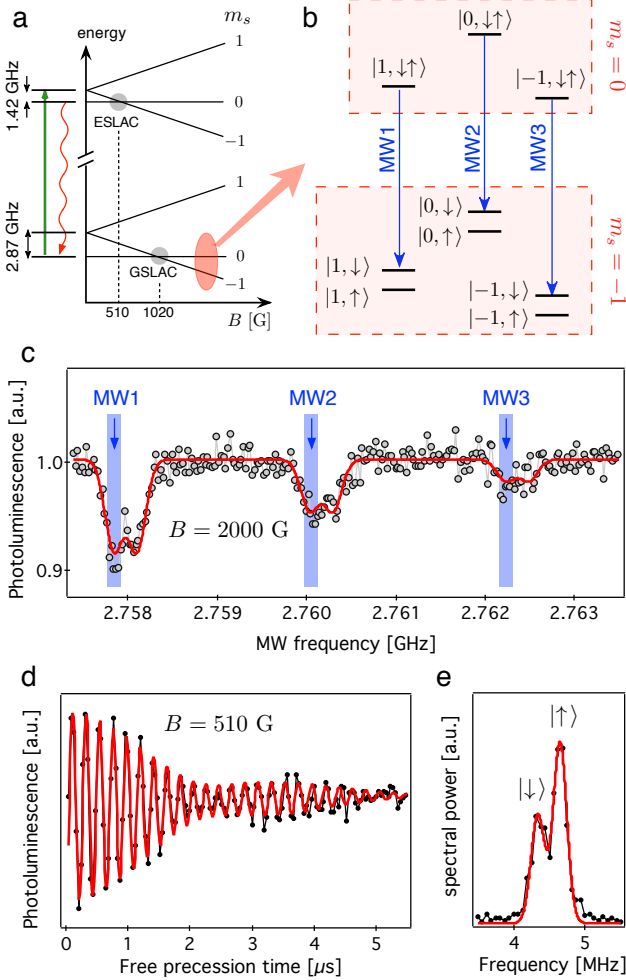 a
energy
m_s
1
0
−1
1.42 GHz
ESLAC
1
2.87 GHz
0
GSLAC
−1
510
1020
B [G]
b
|0,↓↑⟩
|1,↓↑⟩
|−1,↓↑⟩
m_s=0
MW1
MW2
MW3
|0,↓⟩
|0,↑⟩
|1,↓⟩
|1,↑⟩
|−1,↓⟩
|−1,↑⟩
m_s=−1
c
MW1
MW2
MW3
Photoluminescence [a.u.]
1.0
0.9
B = 2000 G
2.758
2.759
2.760
2.761
2.762
2.763
MW frequency [GHz]
d
Photoluminescence [a.u.]
B = 510 G
0
1
2
3
4
5
Free precession time [μs]
e
spectral power [a.u.]
|↑⟩
|↓⟩
4
5
Frequency [MHz]